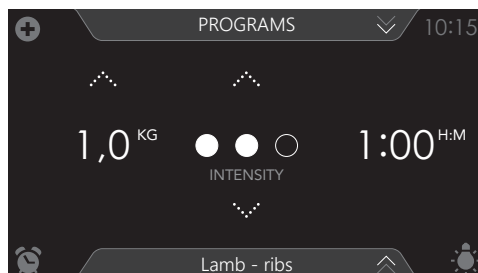 PROGRAMS
10:15
1,0 KG
1:00 H:M
INTENSITY
Lamb - ribs